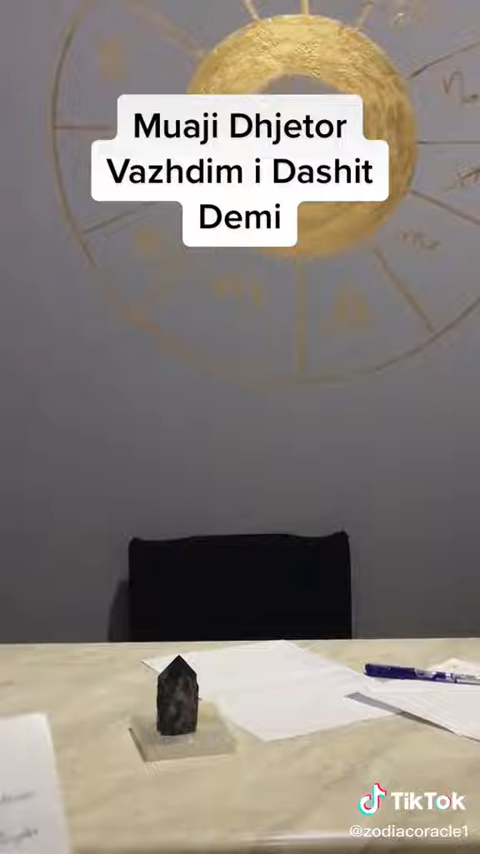 Muaji Dhjetor
Vazhdim i Dashit
Demi
TikTok
@zodiacoracle1